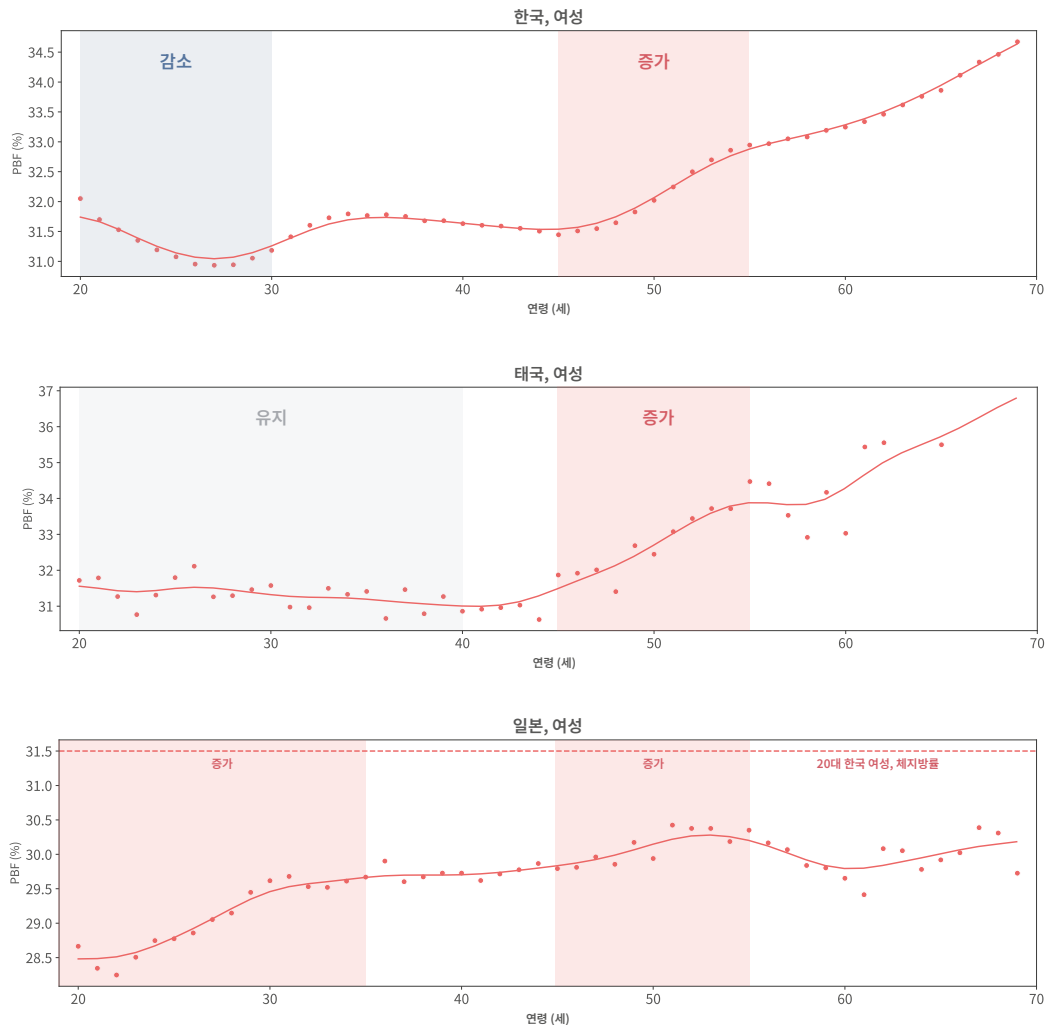 한국, 여성
감소
증가
34.5
34.0
33.5
33.0
32.5
32.0
31.5
31.0
PBF (%)
20 30 40 50 60 70
연령 (세)
태국, 여성
유지
증가
37
36
35
34
33
32
31
PBF (%)
20 30 40 50 60 70
연령 (세)
일본, 여성
증가
증가
20대 한국 여성, 체지방률
31.5
31.0
30.5
30.0
29.5
29.0
28.5
PBF (%)
20 30 40 50 60 70
연령 (세)